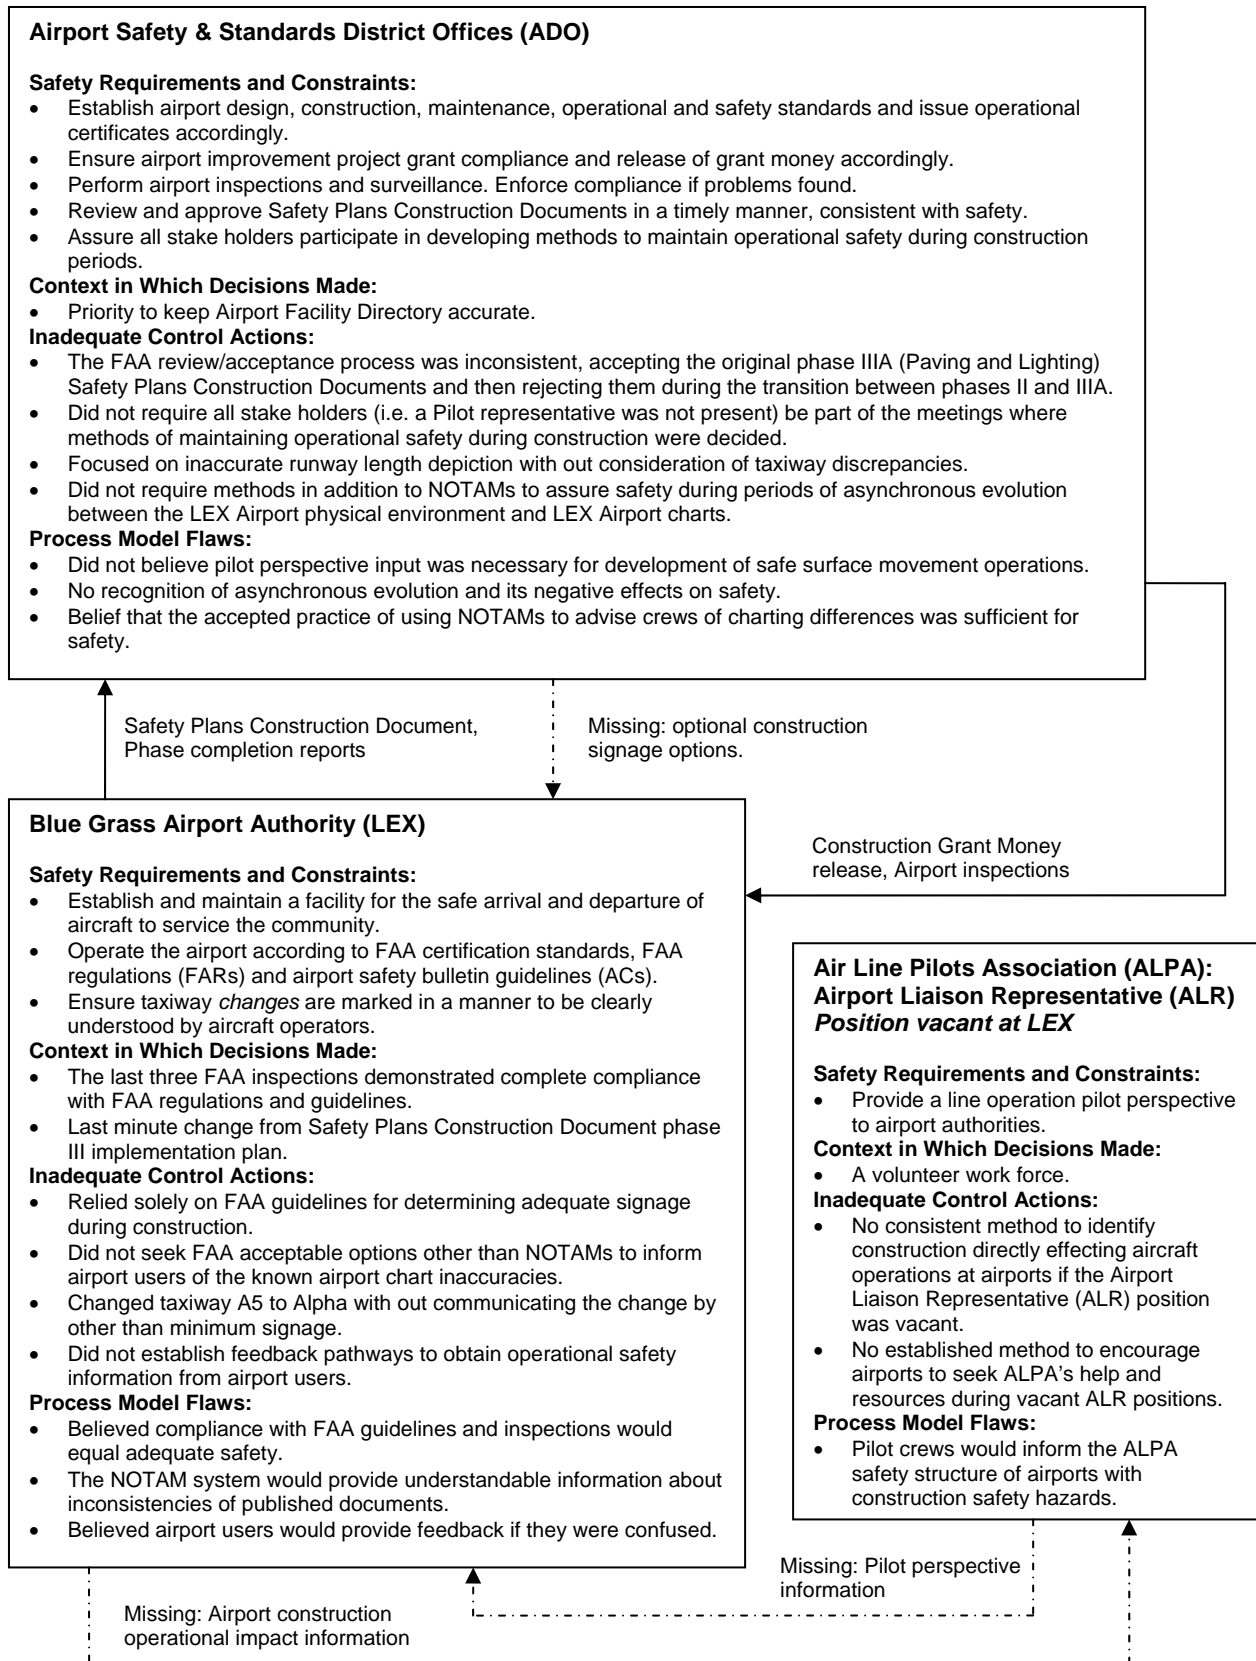 Airport Safety & Standards District Offices (ADO)
Safety Requirements and Constraints:
• Establish airport design, construction, maintenance, operational and safety standards and issue operational
certificates accordingly.
• Ensure airport improvement project grant compliance and release of grant money accordingly.
• Perform airport inspections and surveillance. Enforce compliance if problems found.
• Review and approve Safety Plans Construction Documents in a timely manner, consistent with safety.
• Assure all stake holders participate in developing methods to maintain operational safety during construction
periods.
Context in Which Decisions Made:
• Priority to keep Airport Facility Directory accurate.
Inadequate Control Actions:
• The FAA review/acceptance process was inconsistent, accepting the original phase IIIA (Paving and Lighting)
Safety Plans Construction Documents and then rejecting them during the transition between phases II and IIIA.
• Did not require all stake holders (i.e. a Pilot representative was not present) be part of the meetings where
methods of maintaining operational safety during construction were decided.
• Focused on inaccurate runway length depiction with out consideration of taxiway discrepancies.
• Did not require methods in addition to NOTAMs to assure safety during periods of asynchronous evolution
between the LEX Airport physical environment and LEX Airport charts.
Process Model Flaws:
• Did not believe pilot perspective input was necessary for development of safe surface movement operations.
• No recognition of asynchronous evolution and its negative effects on safety.
• Belief that the accepted practice of using NOTAMs to advise crews of charting differences was sufficient for
safety.
Safety Plans Construction Document,
Phase completion reports
Missing: optional construction
signage options.
Construction Grant Money
release, Airport inspections
Blue Grass Airport Authority (LEX)
Safety Requirements and Constraints:
• Establish and maintain a facility for the safe arrival and departure of
aircraft to service the community.
• Operate the airport according to FAA certification standards, FAA
regulations (FARs) and airport safety bulletin guidelines (ACs).
• Ensure taxiway changes are marked in a manner to be clearly
understood by aircraft operators.
Context in Which Decisions Made:
• The last three FAA inspections demonstrated complete compliance
with FAA regulations and guidelines.
• Last minute change from Safety Plans Construction Document phase
III implementation plan.
Inadequate Control Actions:
• Relied solely on FAA guidelines for determining adequate signage
during construction.
• Did not seek FAA acceptable options other than NOTAMs to inform
airport users of the known airport chart inaccuracies.
• Changed taxiway A5 to Alpha with out communicating the change by
other than minimum signage.
• Did not establish feedback pathways to obtain operational safety
information from airport users.
Process Model Flaws:
• Believed compliance with FAA guidelines and inspections would
equal adequate safety.
• The NOTAM system would provide understandable information about
inconsistencies of published documents.
• Believed airport users would provide feedback if they were confused.
Air Line Pilots Association (ALPA):
Airport Liaison Representative (ALR)
Position vacant at LEX
Safety Requirements and Constraints:
• Provide a line operation pilot perspective
to airport authorities.
Context in Which Decisions Made:
• A volunteer work force.
Inadequate Control Actions:
• No consistent method to identify
construction directly effecting aircraft
operations at airports if the Airport
Liaison Representative (ALR) position
was vacant.
• No established method to encourage
airports to seek ALPA's help and
resources during vacant ALR positions.
Process Model Flaws:
• Pilot crews would inform the ALPA
safety structure of airports with
construction safety hazards.
Missing: Pilot perspective
information
Missing: Airport construction
operational impact information